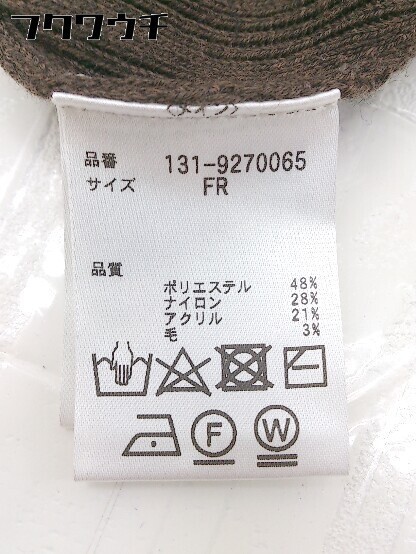 フクワウチ
品番 131-9270065
サイズ FR
品質
ポリエステル 48%
ナイロン 28%
アクリル 21%
毛 3%
F
W